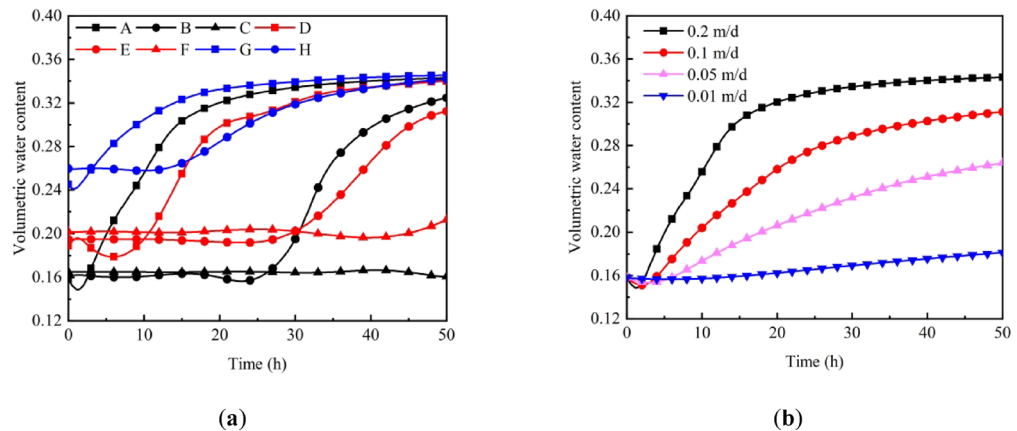 0.40
0.36
0.32
0.28
0.24
0.20
0.16
0.12
Volumetric water content
A B C D
E F G H
0 10 20 30 40 50
Time (h)
(a)
0.40
0.36
0.32
0.28
0.24
0.20
0.16
0.12
Volumetric water content
0.2 m/d
0.1 m/d
0.05 m/d
0.01 m/d
0 10 20 30 40 50
Time (h)
(b)